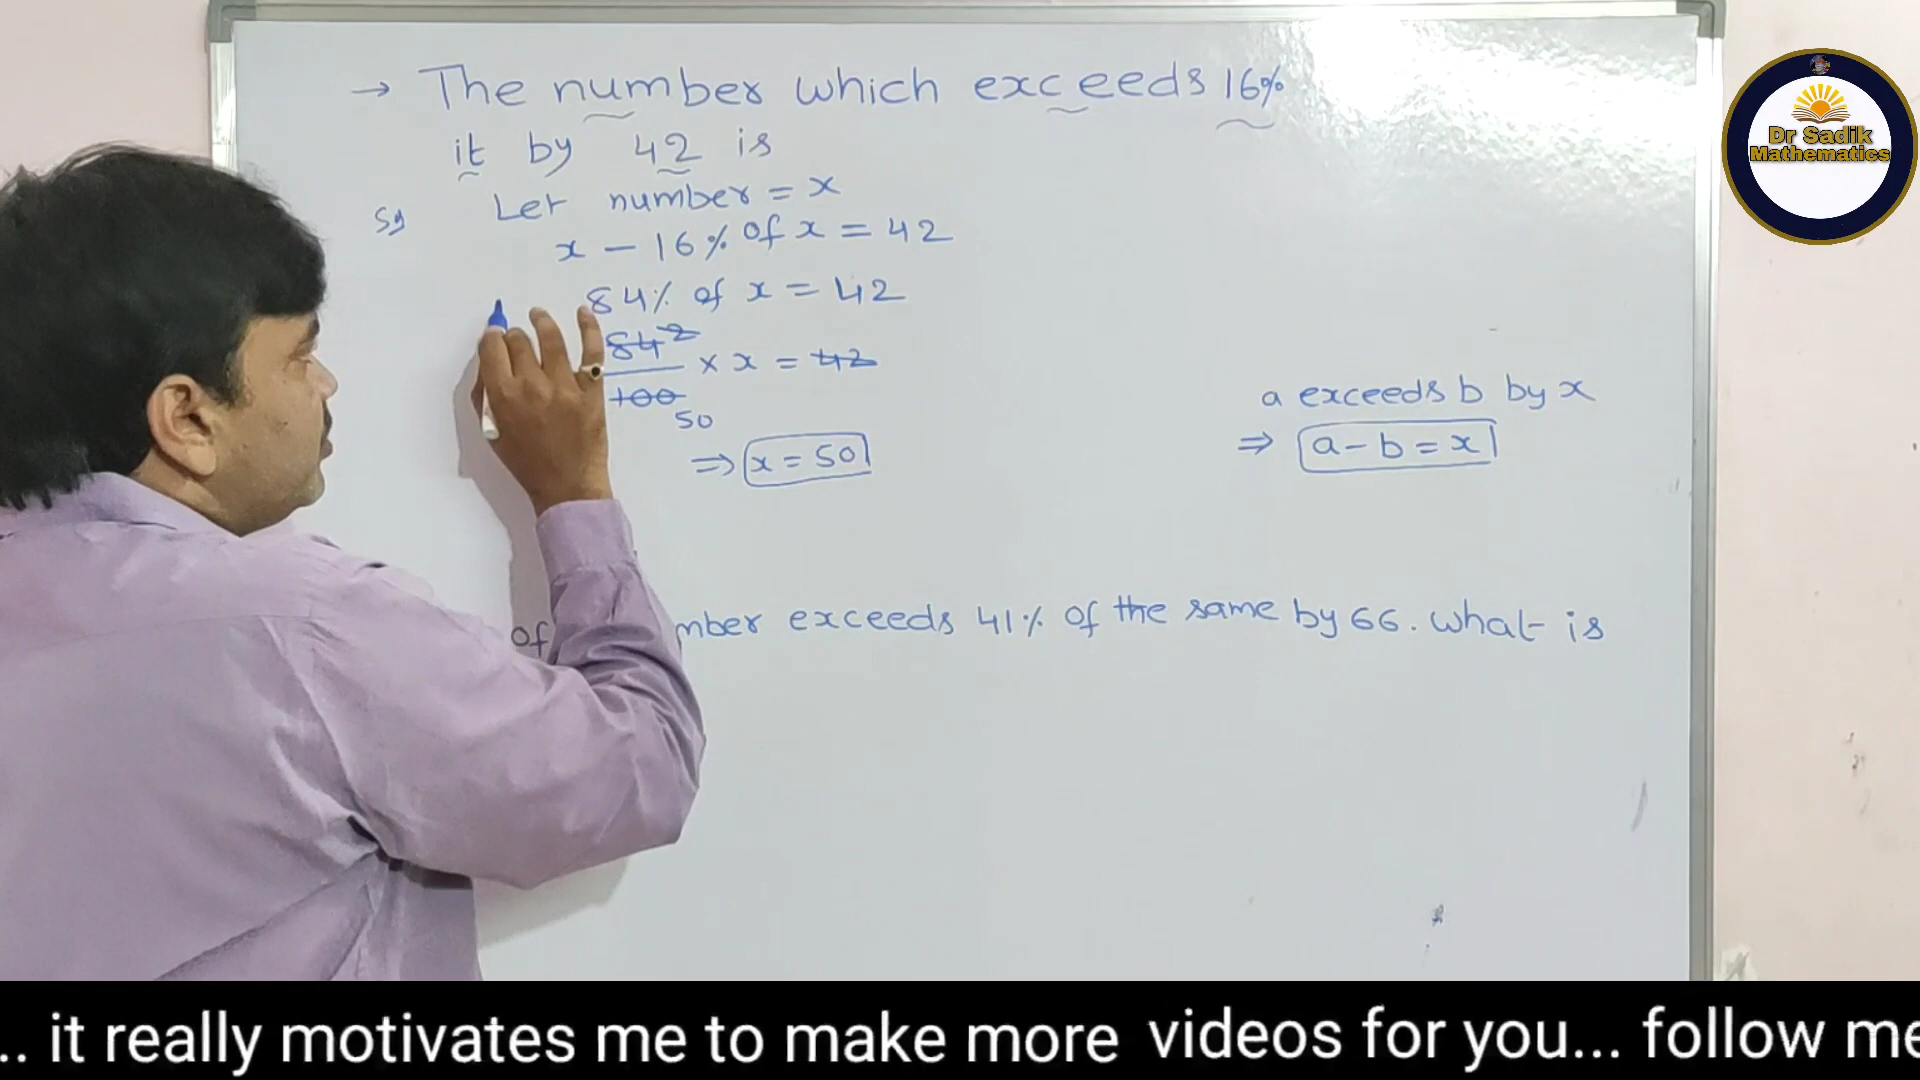 → The number which exceeds 16%
it by 42 is
Let number = x
x - 16% of x = 42
84% of x = 42
84 2
100 50 × x = 42
⇒ x = 50
a exceeds b by x
⇒ a - b = x
of mber exceeds 41% of the same by 66. what is
Dr Sadik
Mathematics
.. it really motivates me to make more videos for you... follow me